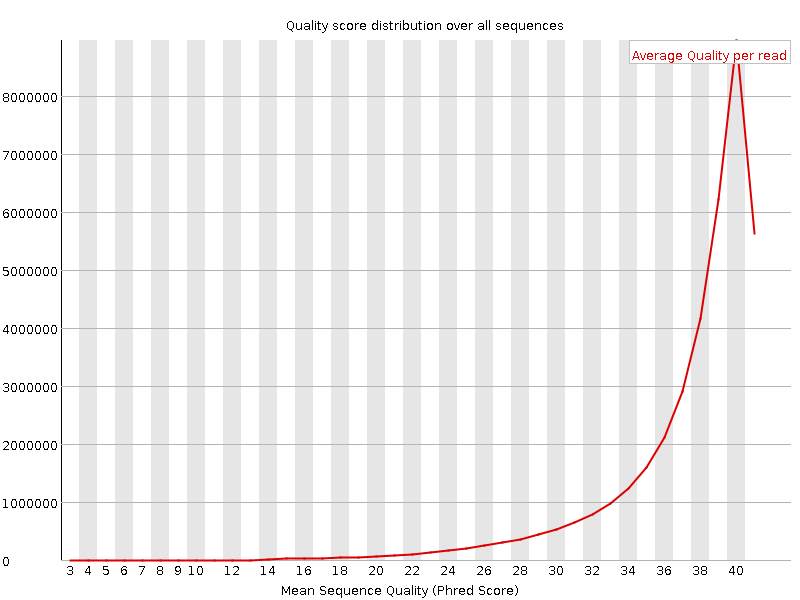 Quality score distribution over all sequences
Average Quality per read
8000000
7000000
6000000
5000000
4000000
3000000
2000000
1000000
0
3 4 5 6 7 8 9 10 12 14 16 18 20 22 24 26 28 30 32 34 36 38 40
Mean Sequence Quality (Phred Score)